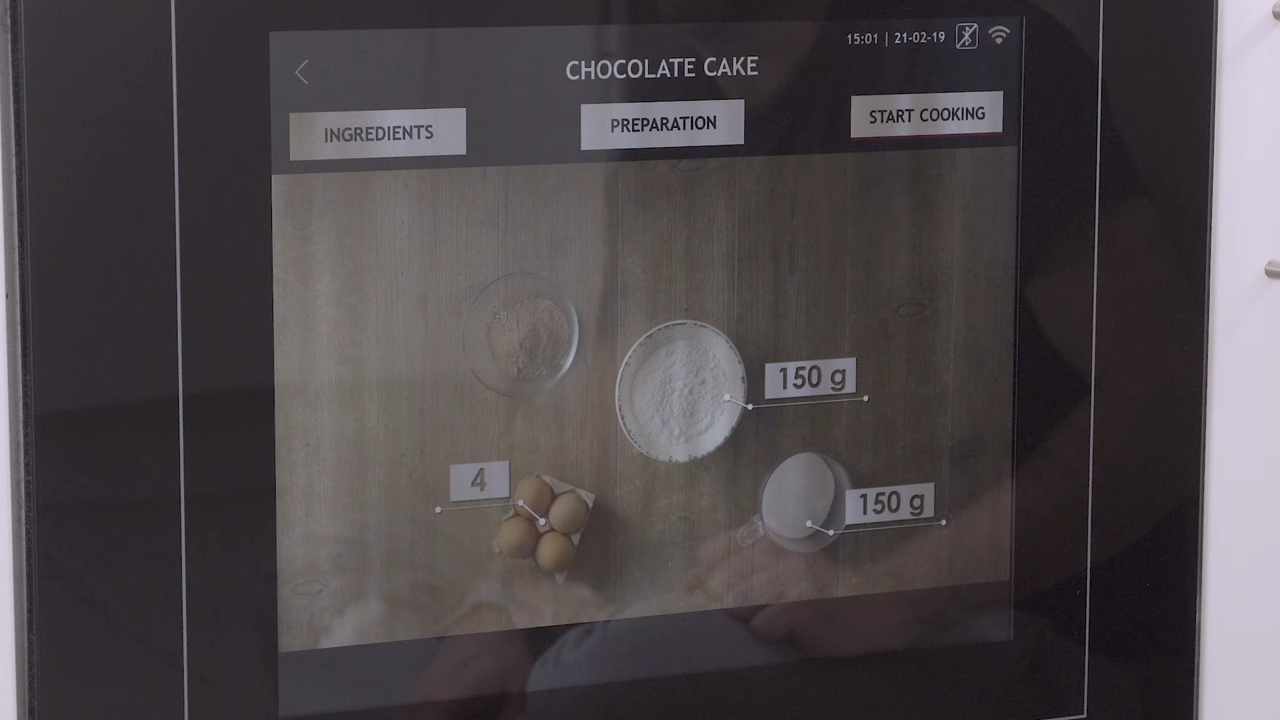 15:01 | 21-02-19
CHOCOLATE CAKE
INGREDIENTS
PREPARATION
START COOKING
150 g
4
150 g